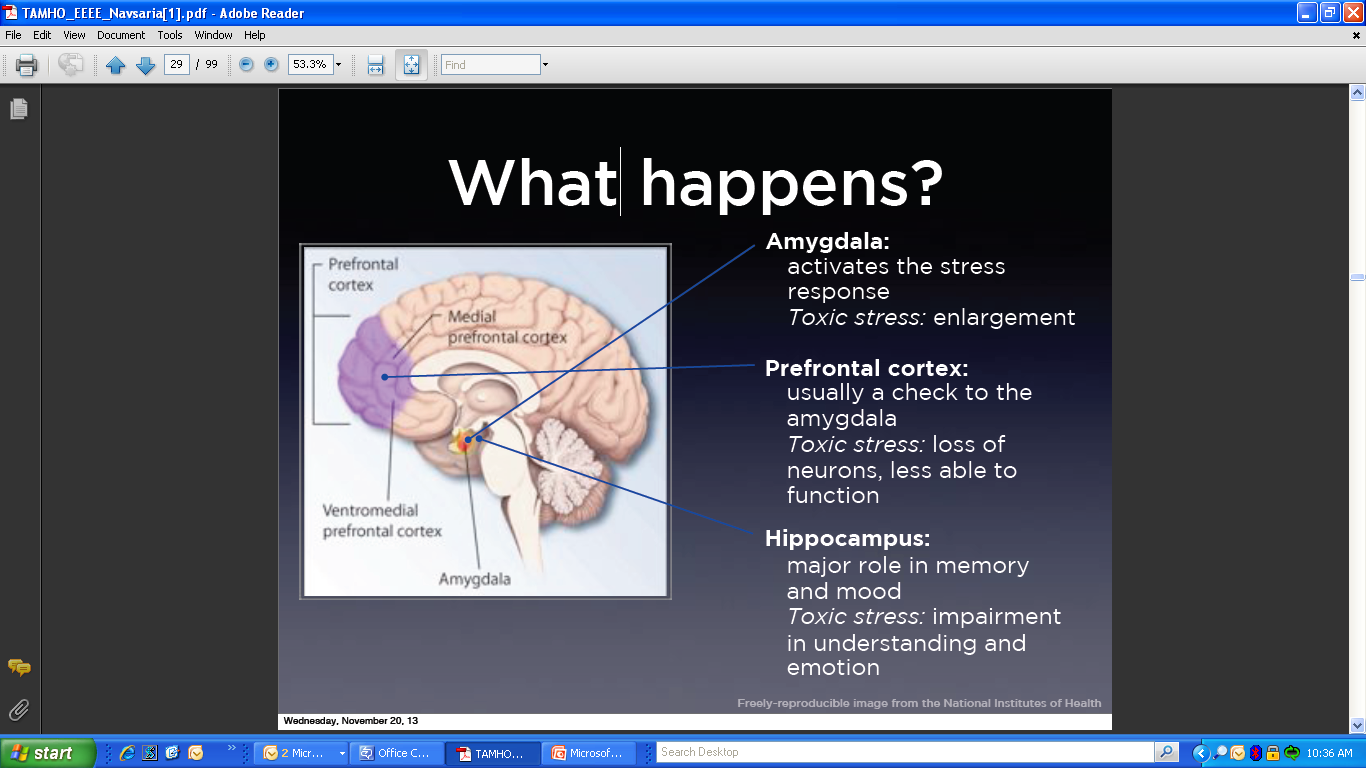 TAMHO_EEEE_Navsaria[1].pdf - Adobe Reader
File Edit View Document Tools Window Help
29 / 99 53.3% Find
What happens?
Prefrontal
cortex
Medial
prefrontal cortex
Ventromedial
prefrontal cortex
Amygdala
Amygdala:
activates the stress
response
Toxic stress: enlargement
Prefrontal cortex:
usually a check to the
amygdala
Toxic stress: loss of
neurons, less able to
function
Hippocampus:
major role in memory
and mood
Toxic stress: impairment
in understanding and
emotion
Freely-reproducible image from the National Institutes of Health
Wednesday, November 20, 13
start 2 Micr... Office C... TAMHO... Microsof... Search Desktop 10:36 AM